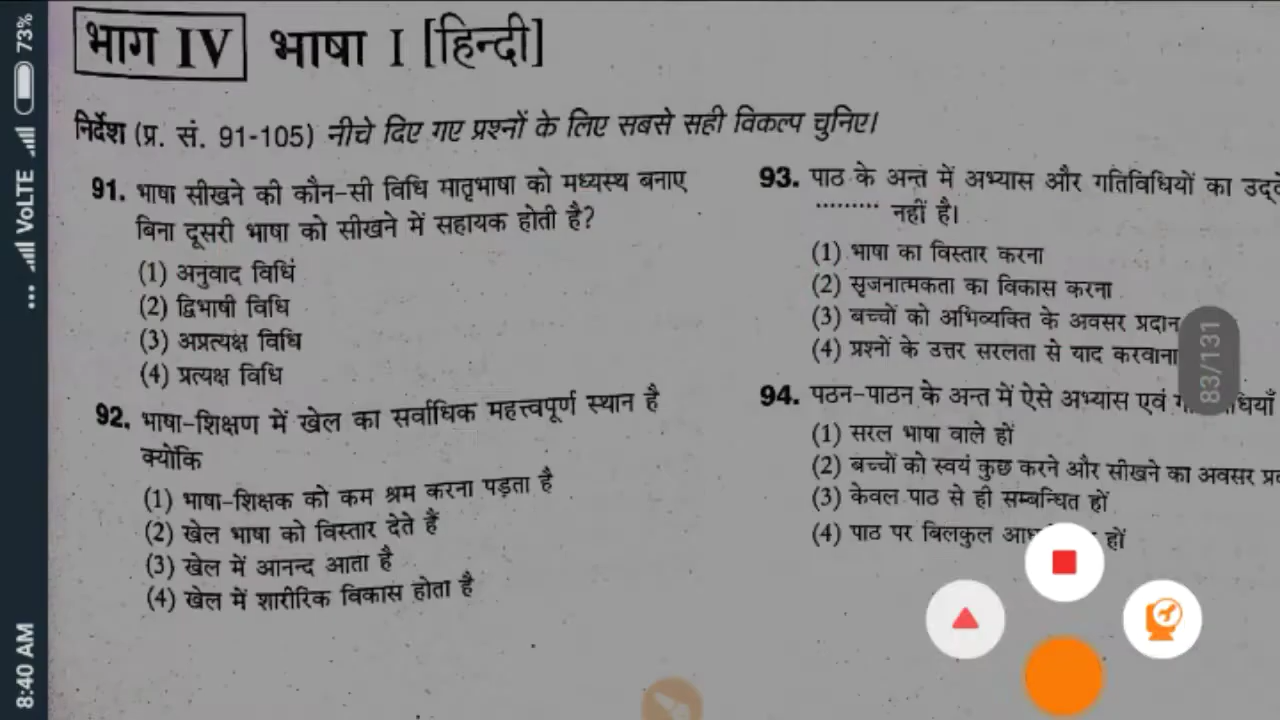 73%
VoLTE
8:40 AM
भाग IV भाषा I [हिन्दी]
निर्देश (प्र. सं. 91-105) नीचे दिए गए प्रश्नों के लिए सबसे सही विकल्प चुनिए।
91. भाषा सीखने की कौन-सी विधि मातृभाषा को मध्यस्थ बनाए
बिना दूसरी भाषा को सीखने में सहायक होती है?
(1) अनुवाद विधि
(2) द्विभाषी विधि
(3) अप्रत्यक्ष विधि
(4) प्रत्यक्ष विधि
92. भाषा-शिक्षण में खेल का सर्वाधिक महत्त्वपूर्ण स्थान है
क्योंकि
(1) भाषा-शिक्षक को कम श्रम करना पड़ता है
(2) खेल भाषा को विस्तार देते हैं
(3) खेल में आनन्द आता है
(4) खेल में शारीरिक विकास होता है
93. पाठ के अन्त में अभ्यास और गतिविधियों का
········· नहीं है।
(1) भाषा का विस्तार करना
(2) सृजनात्मकता का विकास करना
(3) बच्चों को अभिव्यक्ति के अवसर प्रदान
(4) प्रश्नों के उत्तर सरलता से याद करवाना
94. पठन-पाठन के अन्त में ऐसे अभ्यास एवं
(1) सरल भाषा वाले हों
(2) बच्चों को स्वयं कुछ करने और सीखने का अवसर
(3) केवल पाठ से ही सम्बन्धित हों
(4) पाठ पर बिलकुल हों
83/131